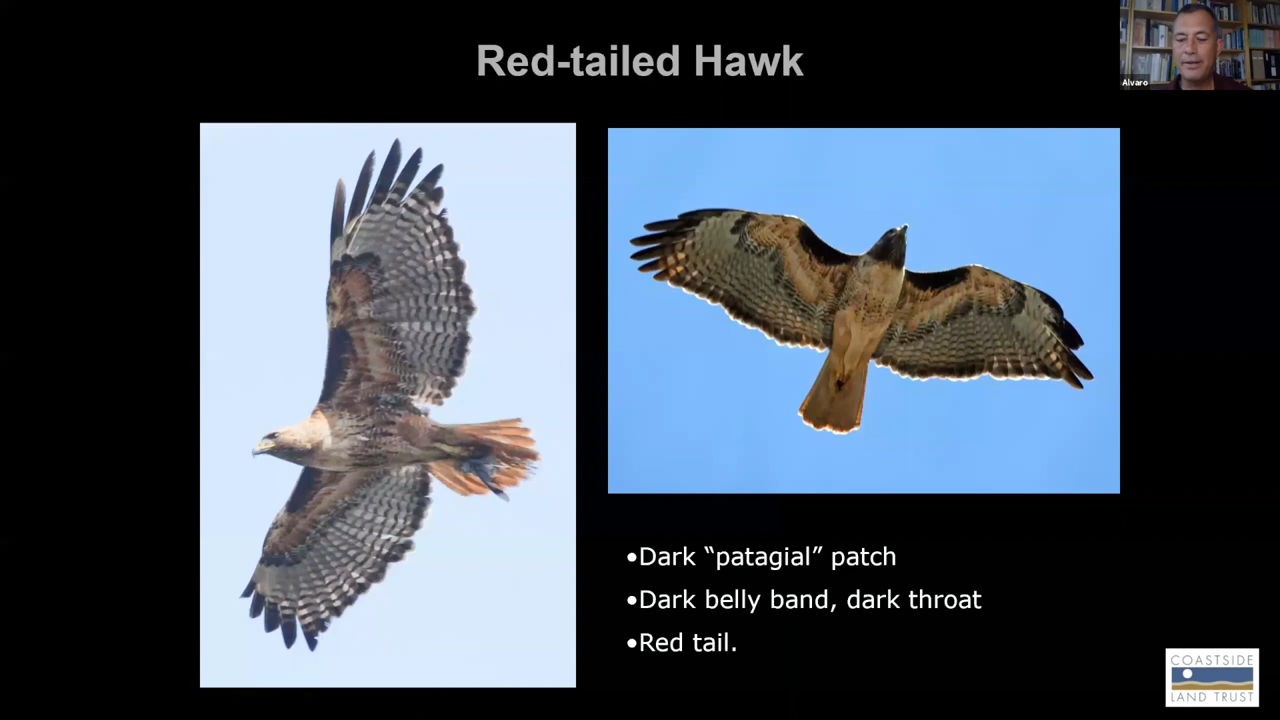 Red-tailed Hawk
Alvaro
•Dark “patagial” patch
•Dark belly band, dark throat
•Red tail.
COASTSIDE
LAND TRUST